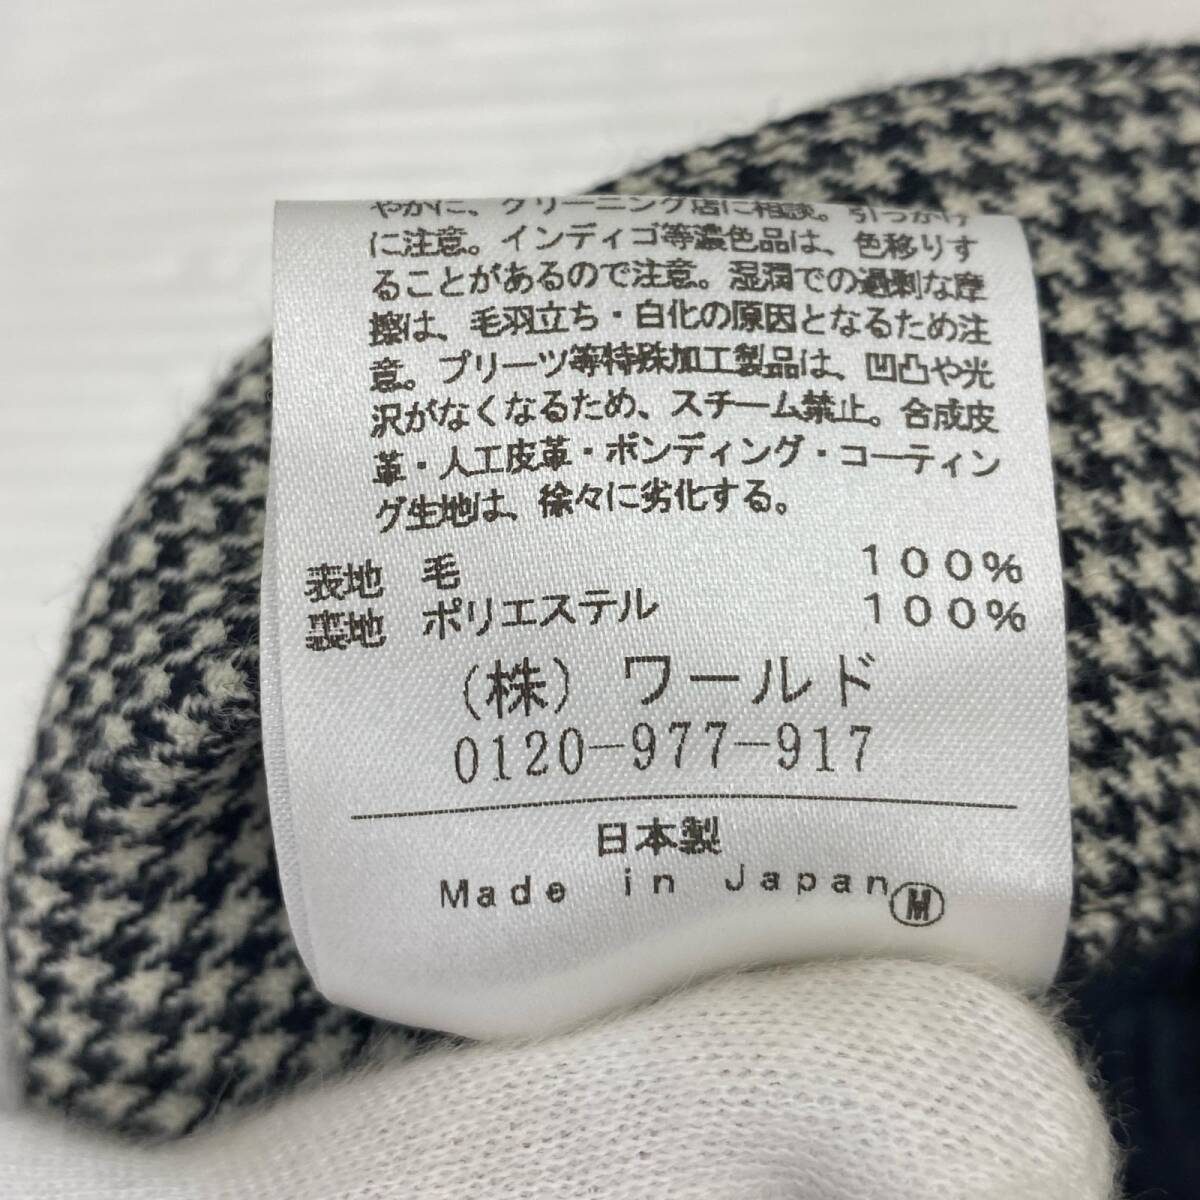 やかに、クリーニング店に相談。引っかけ
に注意。インディゴ等濃色品は、色移りす
ることがあるので注意。湿潤での過剰な摩
擦は、毛羽立ち・白化の原因となるため注
意。プリーツ等特殊加工製品は、凹凸や光
沢がなくなるため、スチーム禁止。合成皮
革・人工皮革・ボンディング・コーティン
グ生地は、徐々に劣化する。
表地 毛 100%
裏地 ポリエステル 100%
(株) ワールド
0120-977-917
日本製
Made in Japan Ⓜ